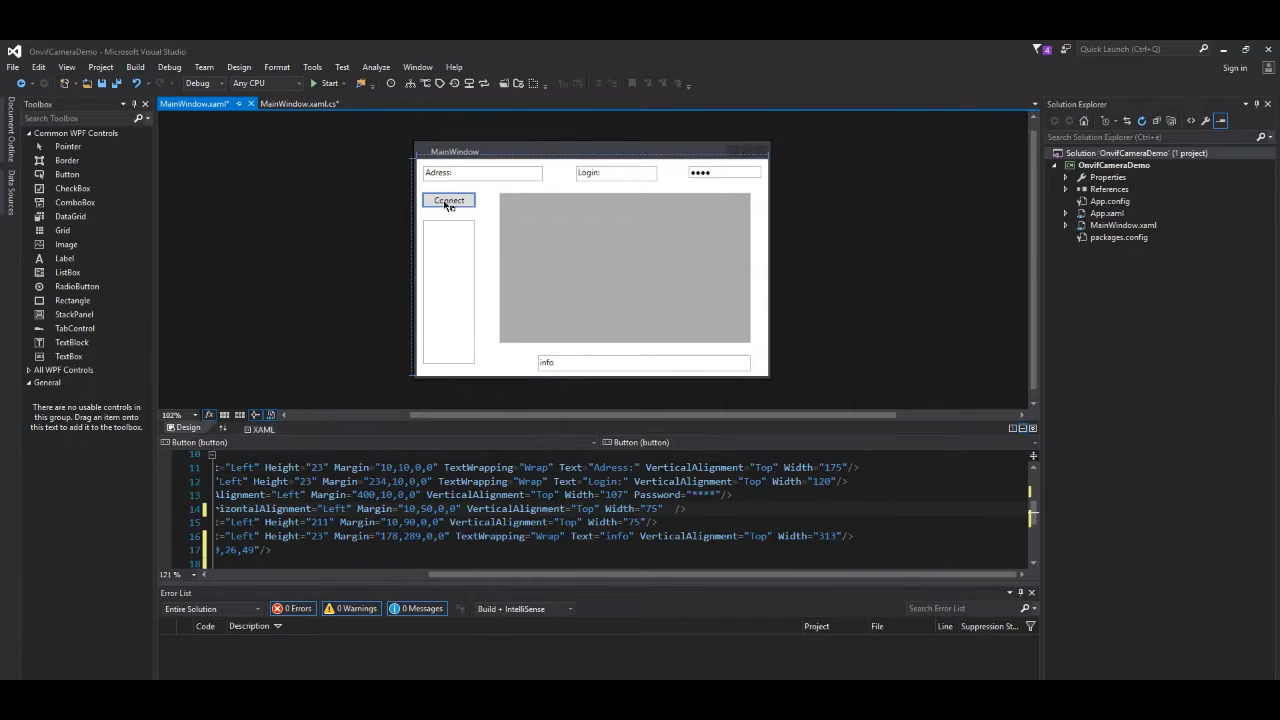 OnvifCameraDemo - Microsoft Visual Studio
4
Quick Launch (Ctrl+Q)
File Edit View Project Build Debug Team Design Format Tools Test Analyze Window Help
Sign in
Debug Any CPU Start
Document Outline
Data Sources
Toolbox
Search Toolbox
Common WPF Controls
Pointer
Border
Button
CheckBox
ComboBox
DataGrid
Grid
Image
Label
ListBox
RadioButton
Rectangle
StackPanel
TabControl
TextBlock
TextBox
All WPF Controls
General
There are no usable controls in
this group. Drag an item onto
this text to add it to the toolbox.
MainWindow.xaml* MainWindow.xaml.cs*
MainWindow
Adress: Login: ●●●●
Connect
info
102%
Design XAML
Button (button) Button (button)
10
11 :="Left" Height="23" Margin="10,10,0,0" TextWrapping="Wrap" Text="Adress:" VerticalAlignment="Top" Width="175"/>
12 ="Left" Height="23" Margin="234,10,0,0" TextWrapping="Wrap" Text="Login:" VerticalAlignment="Top" Width="120"/>
13 lignment="Left" Margin="400,10,0,0" VerticalAlignment="Top" Width="107" Password="****"/>
14 rizontalAlignment="Left" Margin="10,50,0,0" VerticalAlignment="Top" Width="75" />
15 :="Left" Height="211" Margin="10,90,0,0" VerticalAlignment="Top" Width="75"/>
16 :="Left" Height="23" Margin="178,289,0,0" TextWrapping="Wrap" Text="info" VerticalAlignment="Top" Width="313"/>
17 ,26,49"/>
18
121 %
Error List
Entire Solution 0 Errors 0 Warnings 0 Messages Build + IntelliSense Search Error List
Code Description Project File Line Suppression St...
Solution Explorer
Search Solution Explorer (Ctrl+ё)
Solution 'OnvifCameraDemo' (1 project)
OnvifCameraDemo
Properties
References
App.config
App.xaml
MainWindow.xaml
packages.config